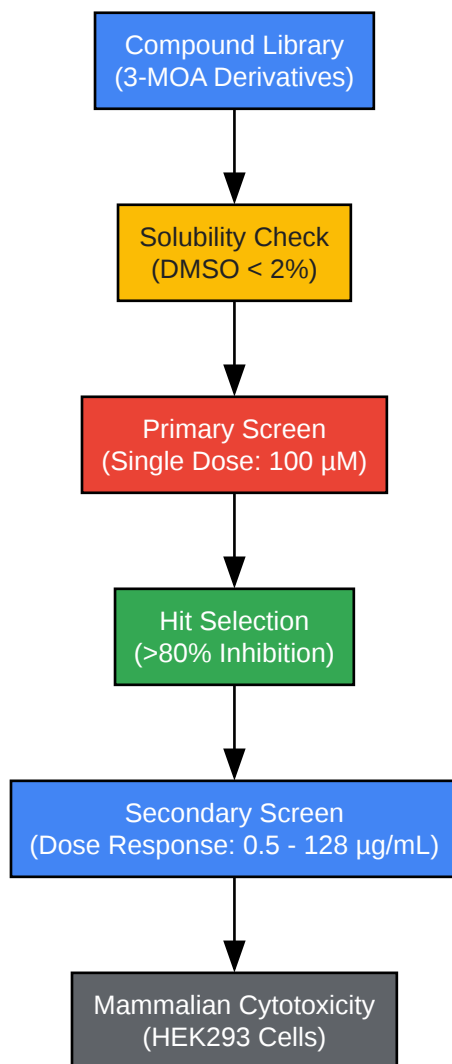 Compound Library
(3-MOA Derivatives)
Solubility Check
(DMSO < 2%)
Primary Screen
(Single Dose: 100 µM)
Hit Selection
(>80% Inhibition)
Secondary Screen
(Dose Response: 0.5 - 128 µg/mL)
Mammalian Cytotoxicity
(HEK293 Cells)